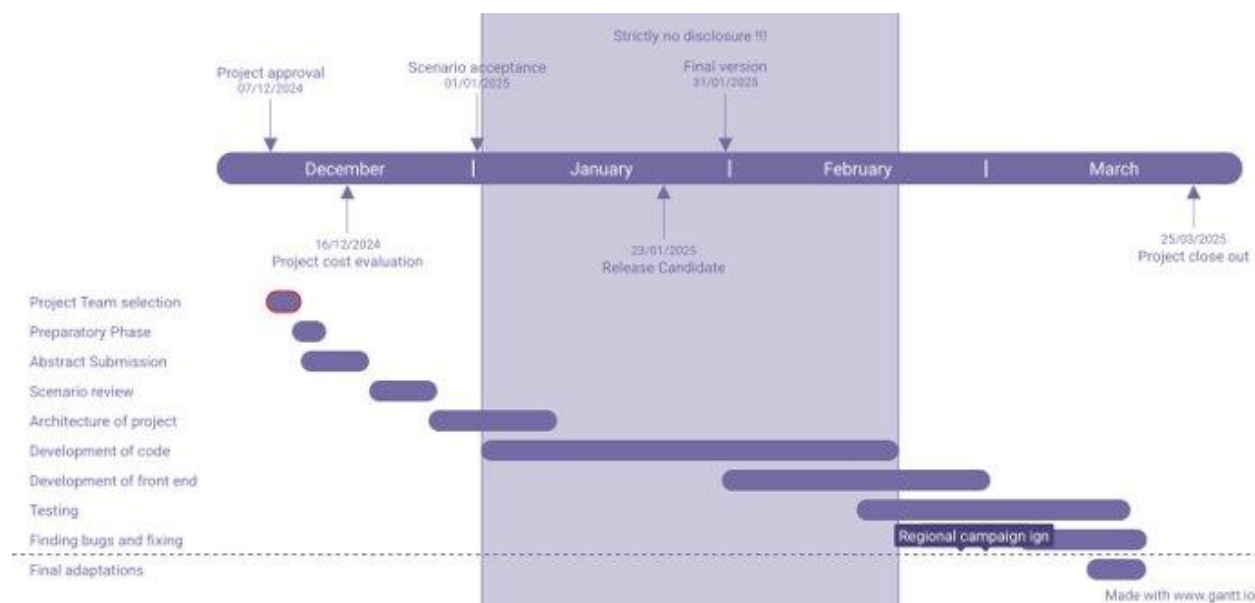 Strictly no disclosure !!!
Project approval
07/12/2024
Scenario acceptance
01/01/2025
Final version
31/01/2025
December
January
February
March
16/12/2024
Project cost evaluation
23/01/2025
Release Candidate
25/03/2025
Project close out
Project Team selection
Preparatory Phase
Abstract Submission
Scenario review
Architecture of project
Development of code
Development of front end
Testing
Finding bugs and fixing
Regional campaign ign
Final adaptations
Made with www.gantt.io